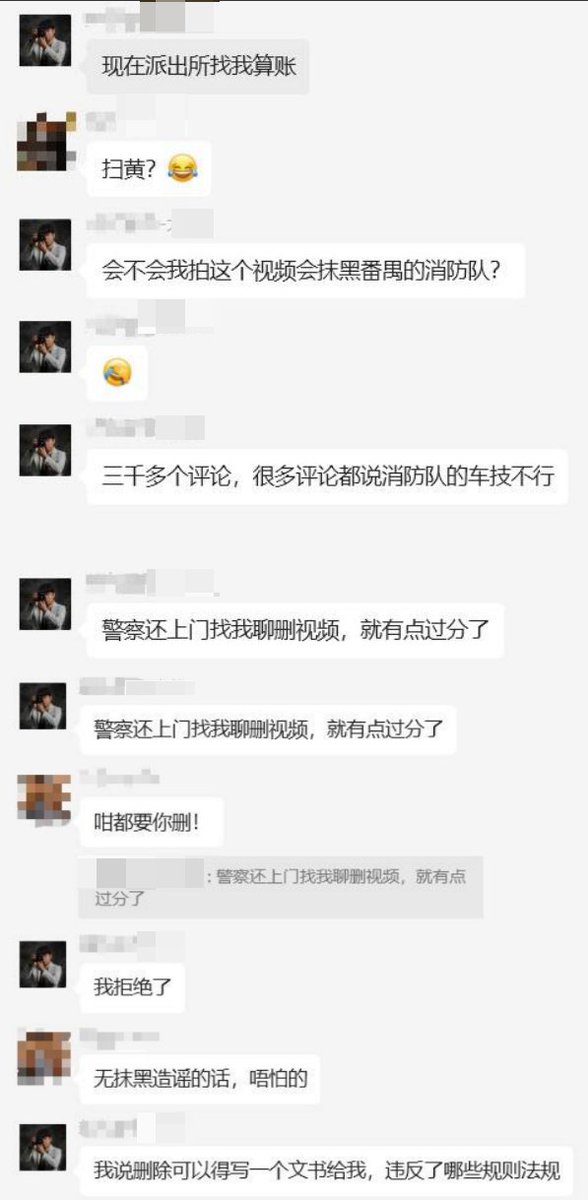 现在派出所找我算账
扫黄？😂
会不会我拍这个视频会抹黑番禺的消防队？
三千多个评论，很多评论都说消防队的车技不行
警察还上门找我聊删视频，就有点过分了
警察还上门找我聊删视频，就有点过分了
咁都要你删！
：警察还上门找我聊删视频，就有点
过分了
我拒绝了
无抹黑造谣的话，唔怕的
我说删除可以得写一个文书给我，违反了哪些规则法规